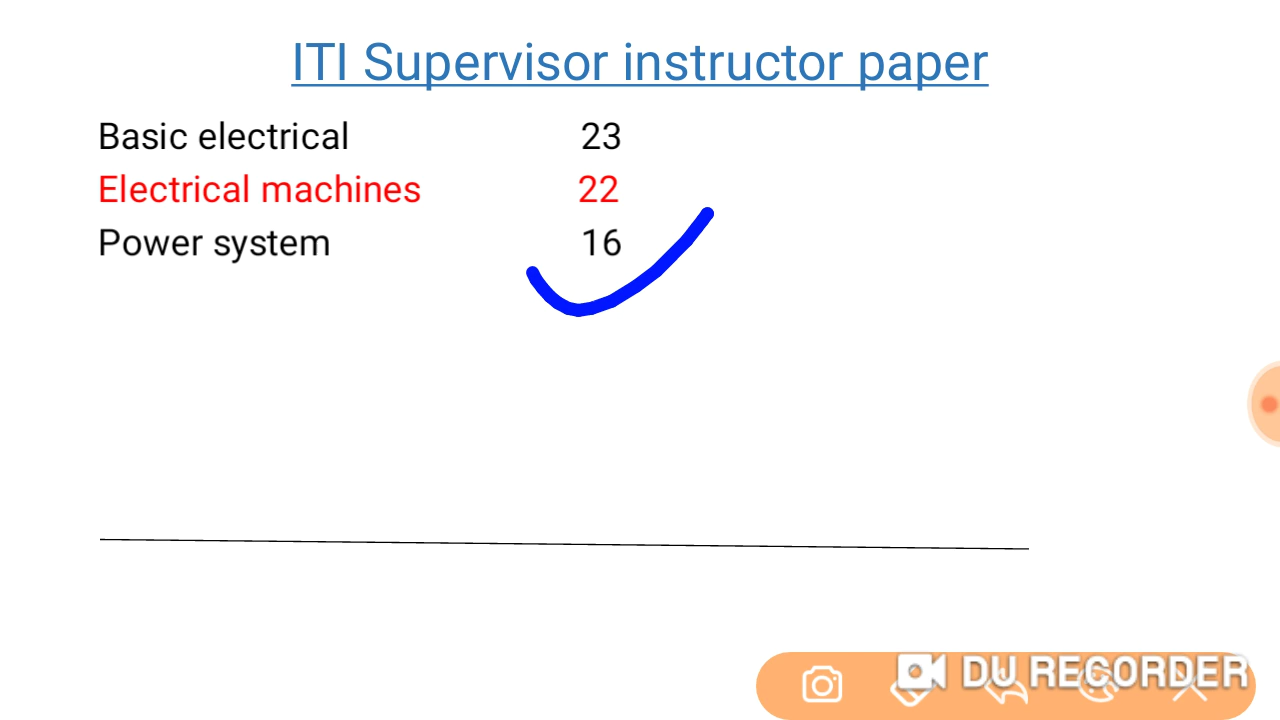 ITI Supervisor instructor paper
Basic electrical 23
Electrical machines 22
Power system 16
DU RECORDER